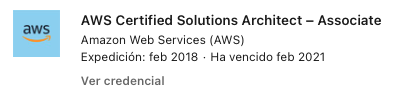 aws
AWS Certified Solutions Architect – Associate
Amazon Web Services (AWS)
Expedición: feb 2018 · Ha vencido feb 2021
Ver credencial